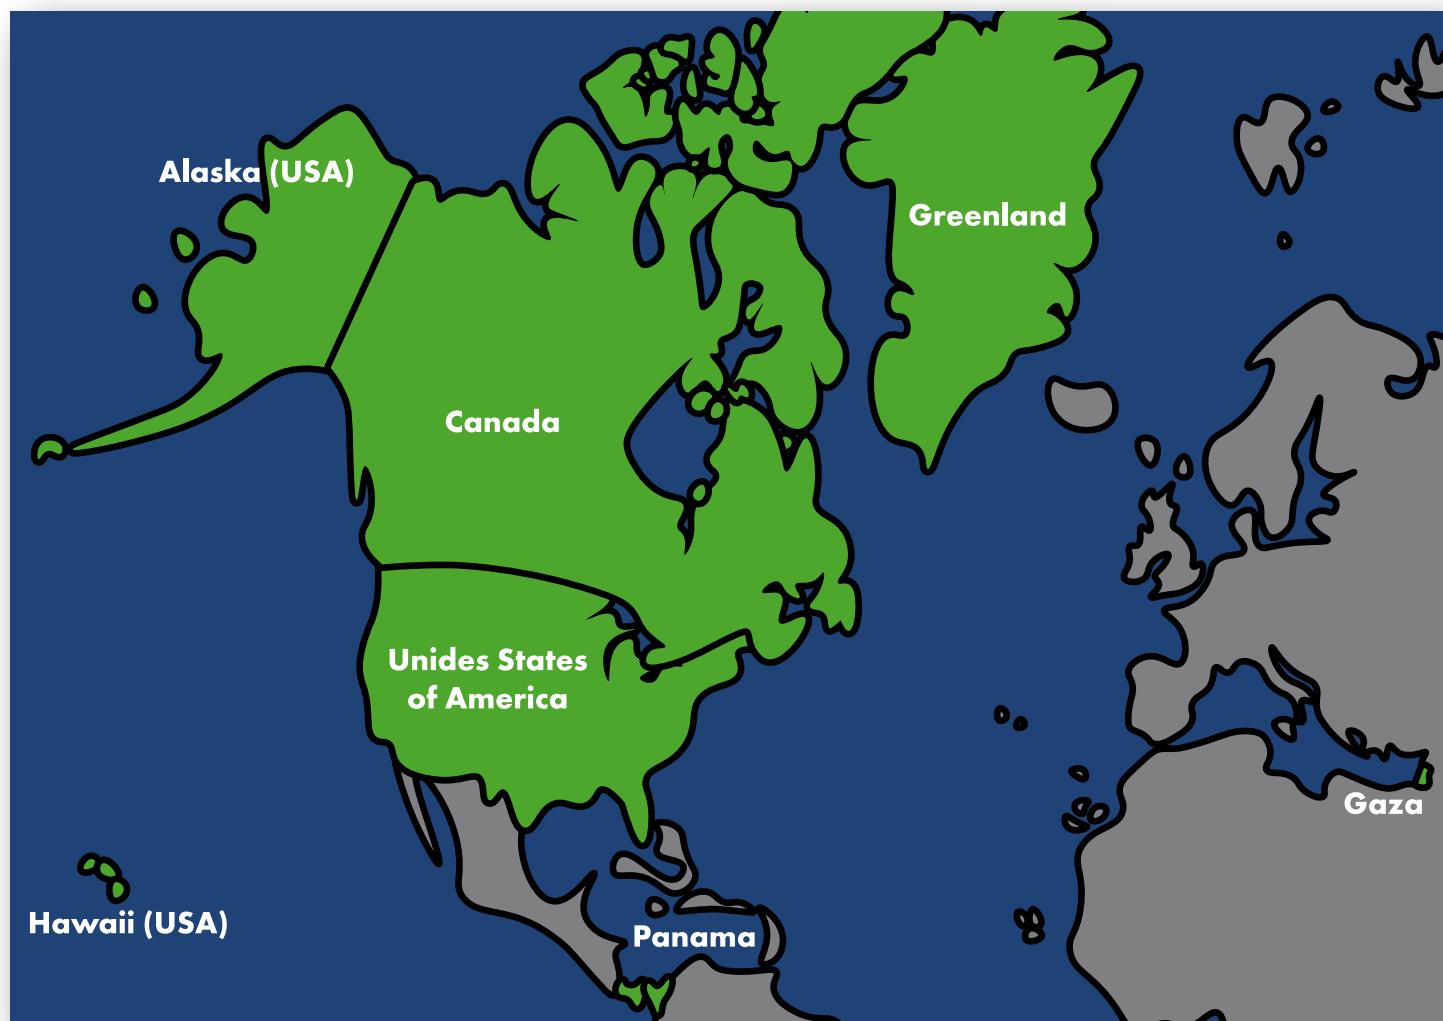 Alaska (USA)
Greenland
Canada
Unides States
of America
Gaza
Hawaii (USA)
Panama